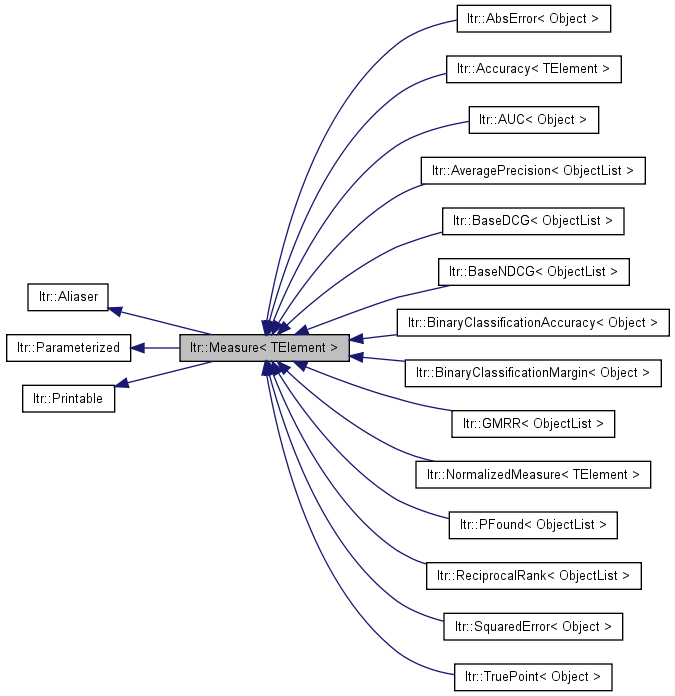 ltr::AbsError< Object >
ltr::Accuracy< TElement >
ltr::AUC< Object >
ltr::AveragePrecision< ObjectList >
ltr::BaseDCG< ObjectList >
ltr::BaseNDCG< ObjectList >
ltr::Aliaser
ltr::BinaryClassificationAccuracy< Object >
ltr::Parameterized
ltr::Measure< TElement >
ltr::BinaryClassificationMargin< Object >
ltr::Printable
ltr::GMRR< ObjectList >
ltr::NormalizedMeasure< TElement >
ltr::PFound< ObjectList >
ltr::ReciprocalRank< ObjectList >
ltr::SquaredError< Object >
ltr::TruePoint< Object >